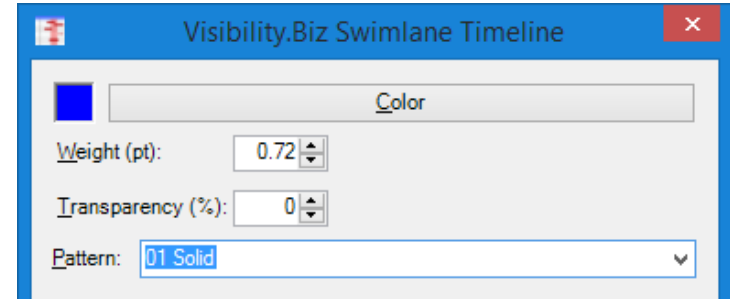 Visibility.Biz Swimlane Timeline
Color
Weight (pt): 0.72
Transparency (%): 0
Pattern: 01 Solid